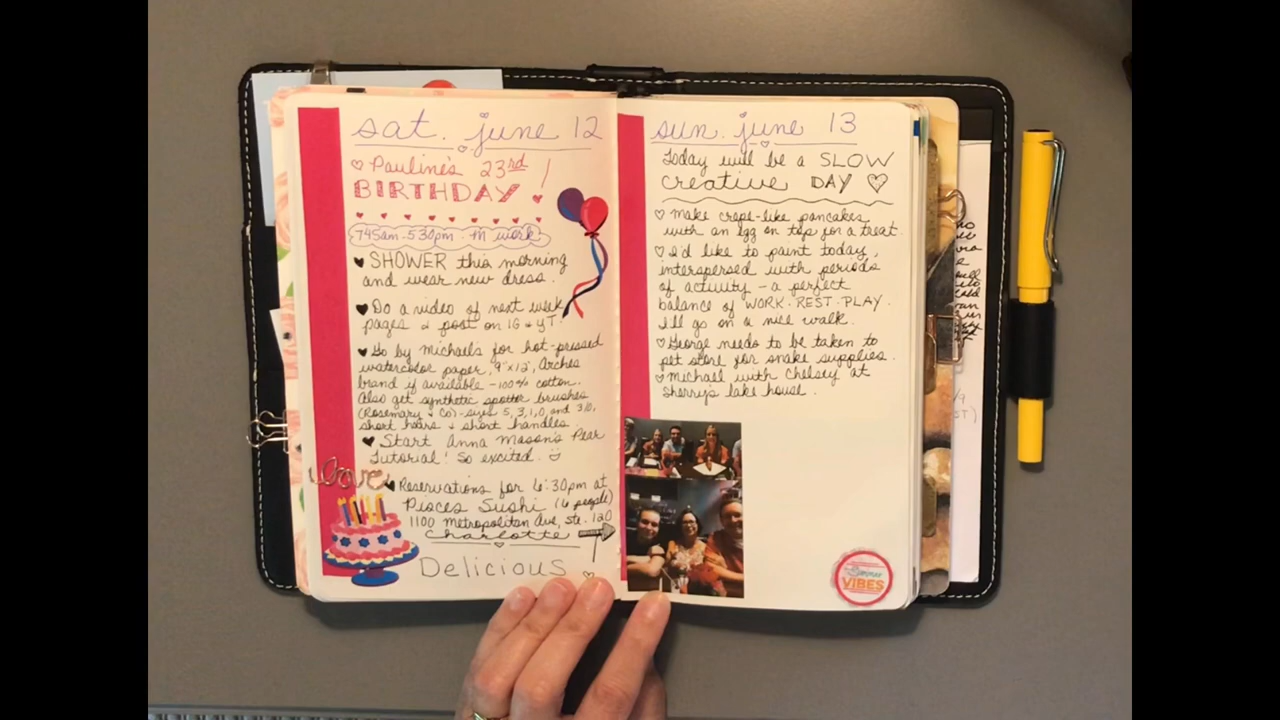 sat. june 12
Pauline's 23rd !
BIRTHDAY
745am - 530pm · M work
SHOWER this morning
and wear new dress.
Do a video of next week
pages & post on IG & YT.
Go by Michael's for hot-pressed
watercolor paper, 9"x12", Arches
brand if available - 100% cotton.
Also get synthetic spotter brushes
(Rosemary & Co) - sizes 5, 3, 1, 0, and 3/0,
short hairs & short handles.
Start Anna Mason's Pear
Tutorial! So excited.
love
Reservations for 6:30pm at
Pisces Sushi (6 people)
1100 Metropolitan Ave, Ste. 120
Charlotte
Delicious
sun. june 13
Today will be a SLOW
creative DAY
Make crepe-like pancakes
with an egg on top for a treat.
I'd like to paint today,
interspersed with periods
of activity - a perfect
balance of WORK·REST·PLAY.
I'll go on a nice walk.
George needs to be taken to
pet store for snake supplies.
Michael with Chelsey at
Sherry's lake house.
Summer
VIBES